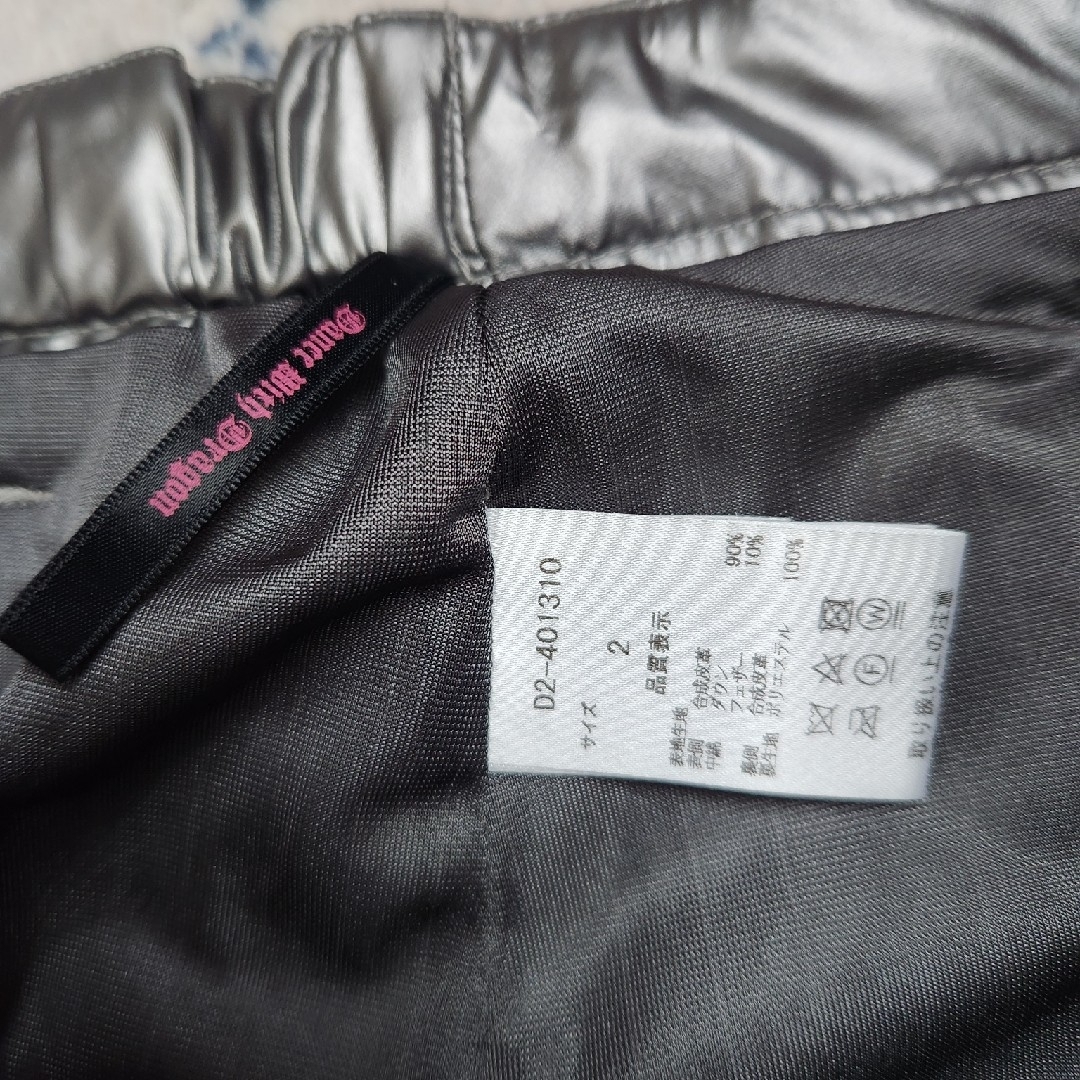 Dance With Dragon
D2-401310
サイズ
2
品質表示
表地生地 合成皮革
表側 ダウン 90%
中詰 フェザー 10%
裏側 合成皮革
裏生地 ポリエステル 100%
W
F
取り扱い上の注意